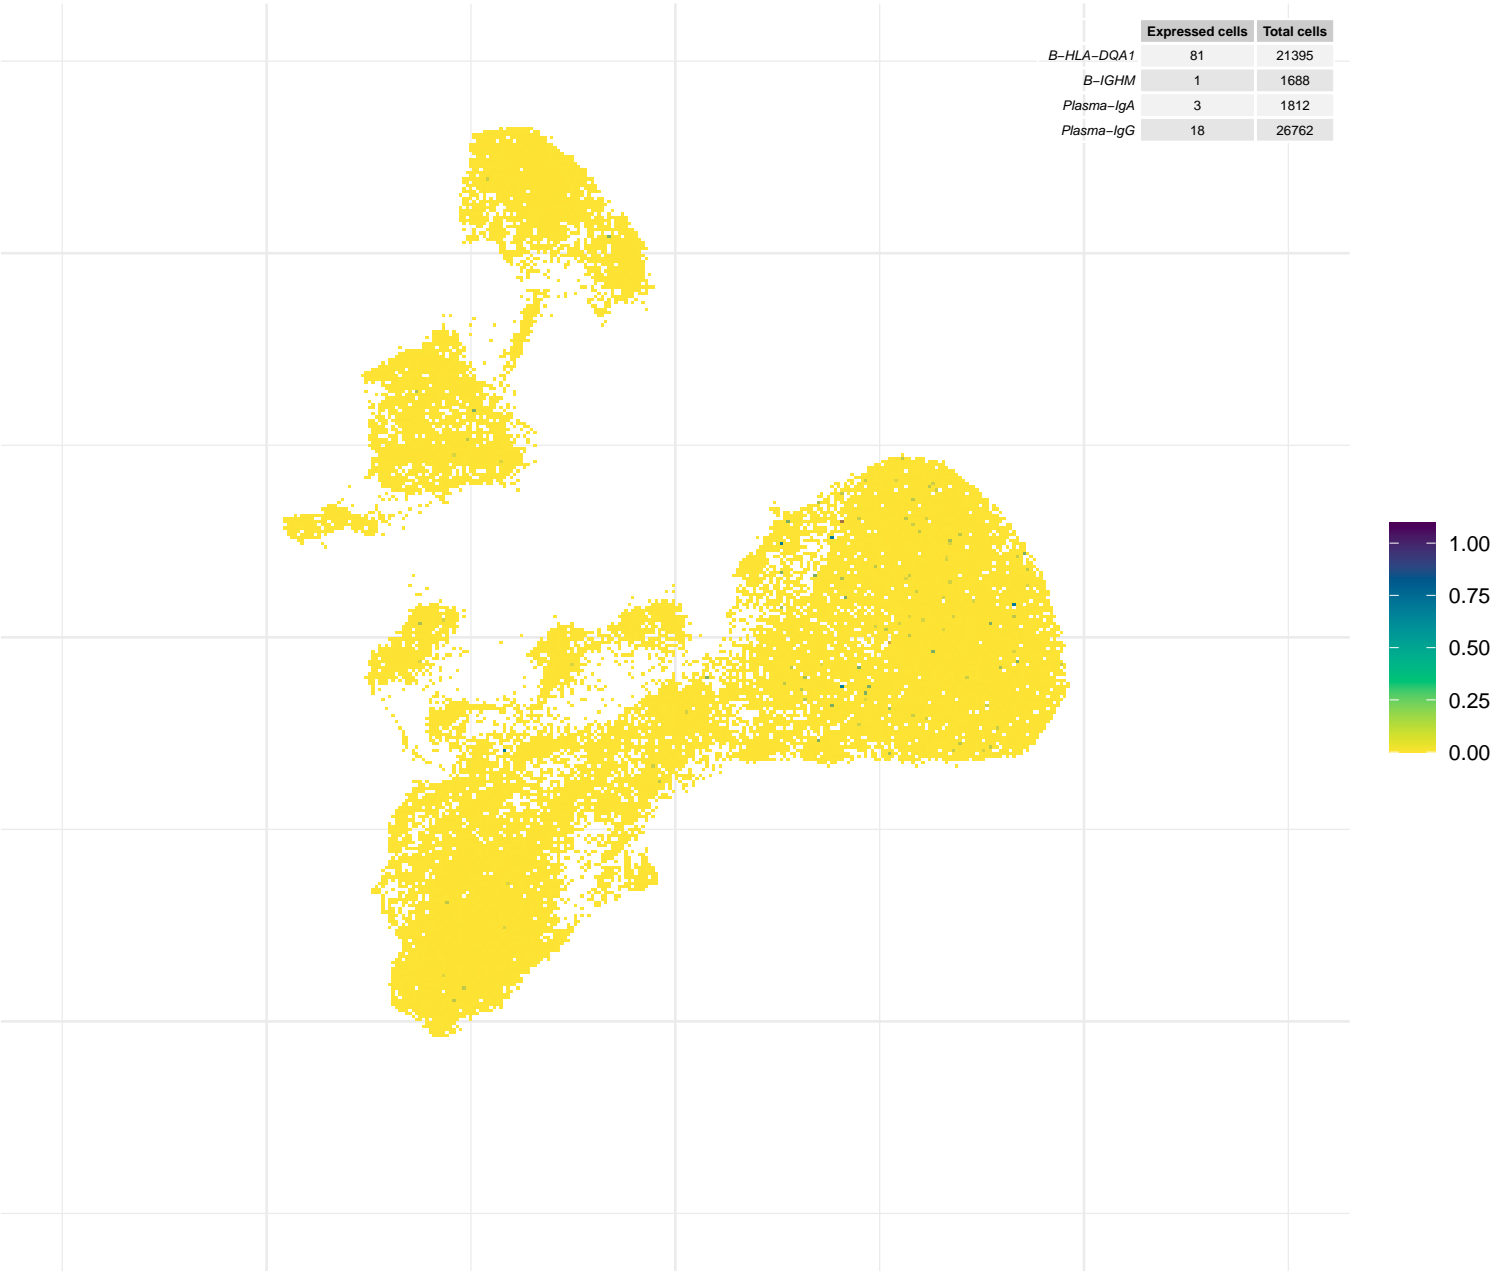 Expressed cells Total cells
B−HLA−DQA1 81 21395
B−IGHM 1 1688
Plasma−IgA 3 1812
Plasma−IgG 18 26762
1.00
0.75
0.50
0.25
0.00